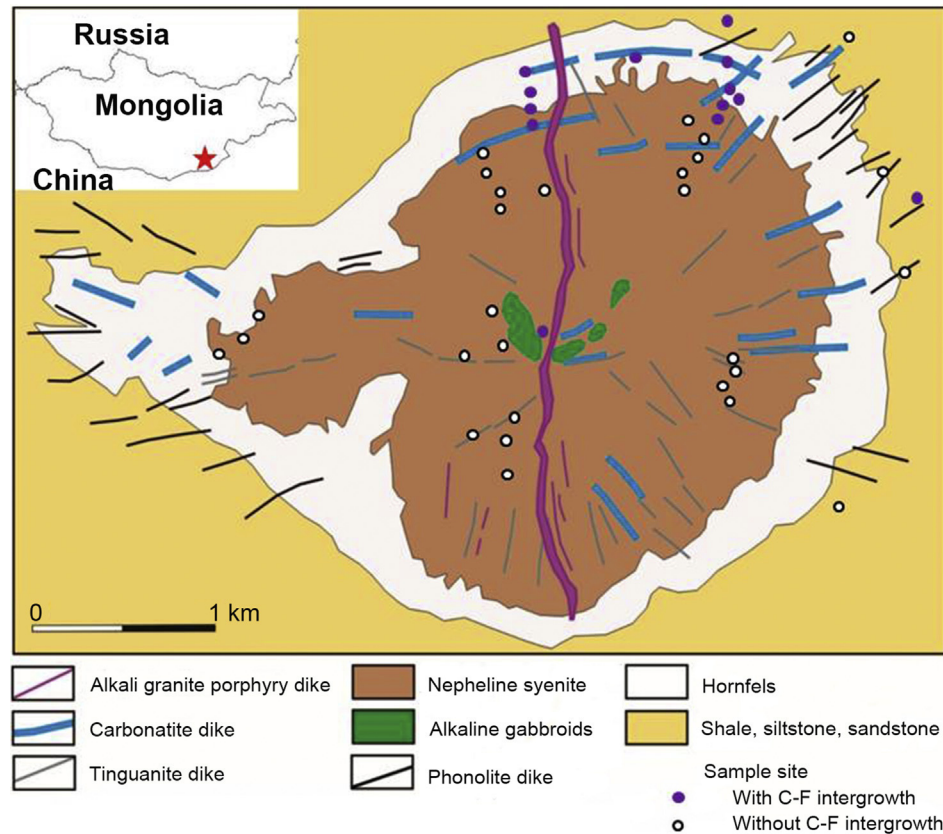 Russia
Mongolia
China
0 1 km
Alkali granite porphyry dike
Nepheline syenite
Hornfels
Carbonatite dike
Alkaline gabbroids
Shale, siltstone, sandstone
Tinguanite dike
Phonolite dike
Sample site
With C-F intergrowth
Without C-F intergrowth